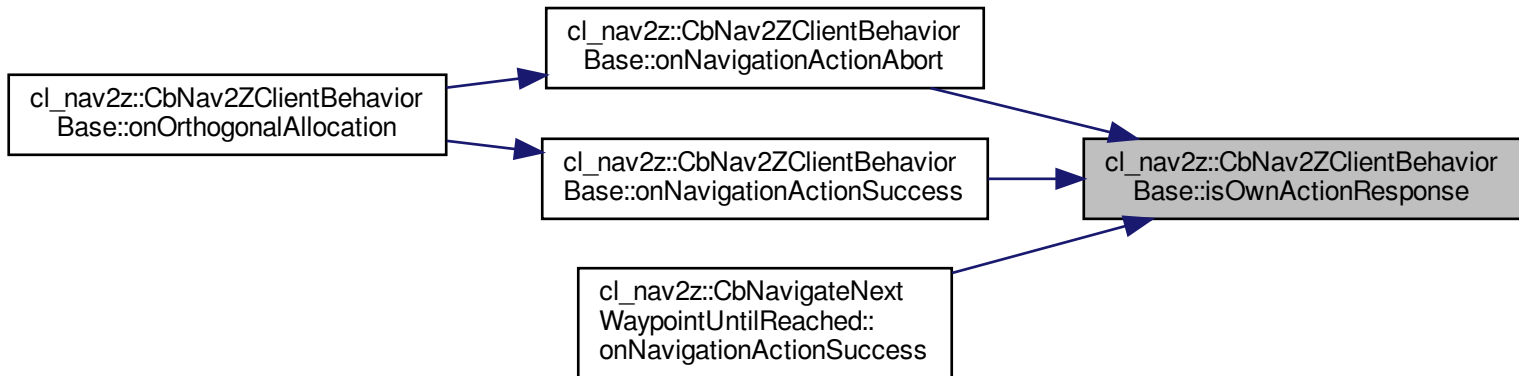 cl_nav2z::CbNav2ZClientBehavior
Base::onOrthogonalAllocation
cl_nav2z::CbNav2ZClientBehavior
Base::onNavigationActionAbort
cl_nav2z::CbNav2ZClientBehavior
Base::onNavigationActionSuccess
cl_nav2z::CbNavigateNext
WaypointUntilReached::
onNavigationActionSuccess
cl_nav2z::CbNav2ZClientBehavior
Base::isOwnActionResponse